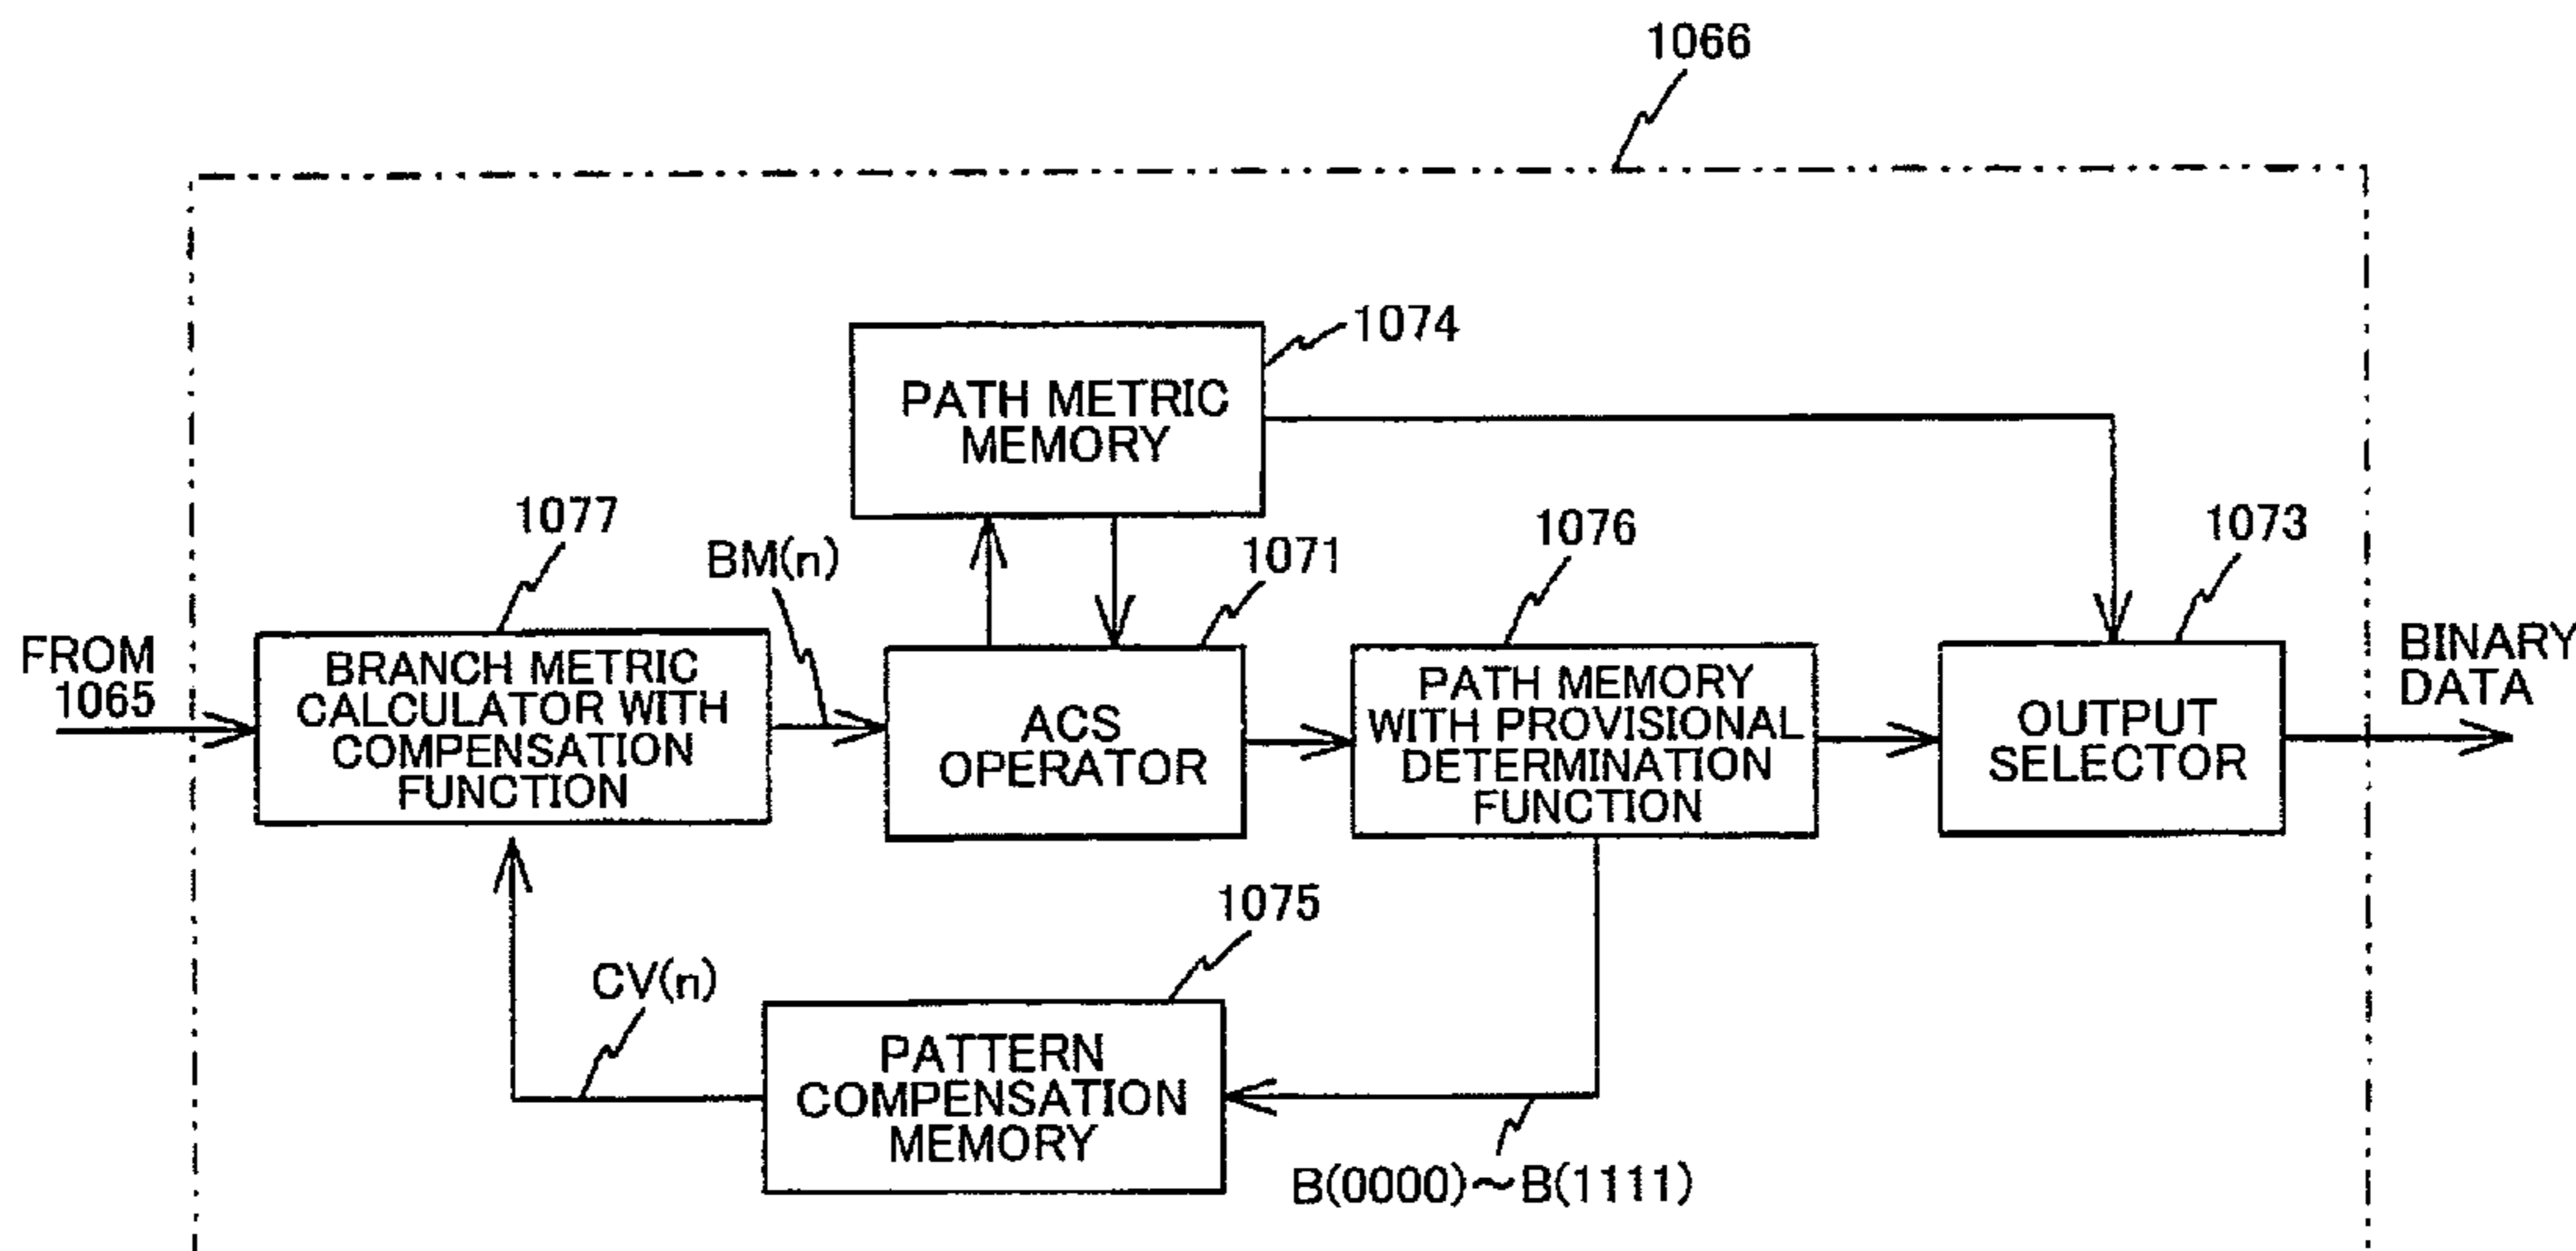 1066
1074
PATH METRIC
MEMORY
1077
BM(n)
1071
1076
1073
FROM
1065
BRANCH METRIC
CALCULATOR WITH
COMPENSATION
FUNCTION
ACS
OPERATOR
PATH MEMORY
WITH PROVISIONAL
DETERMINATION
FUNCTION
OUTPUT
SELECTOR
BINARY
DATA
1075
CV(n)
PATTERN
COMPENSATION
MEMORY
B(0000)～B(1111)